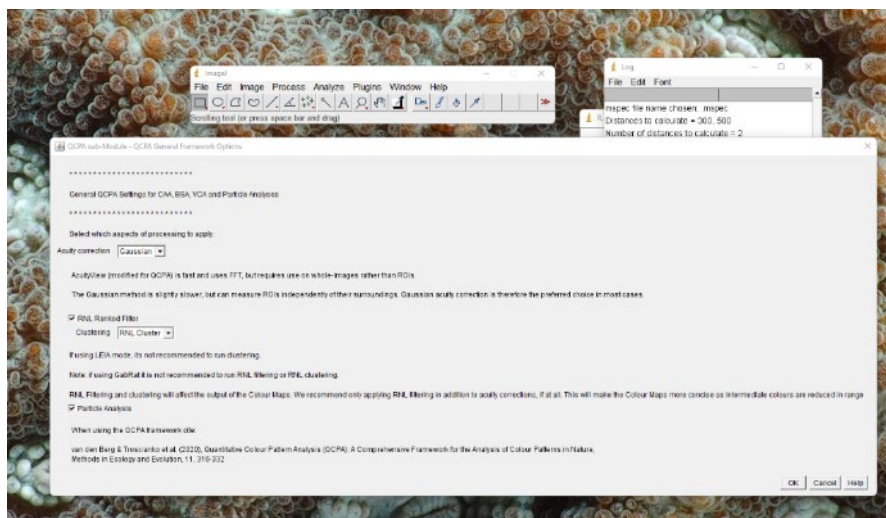 ImageJ
File Edit Image Process Analyze Plugins Window Help
Scrolling tool (or press space bar and drag)
Log
File Edit Font
mspec file name chosen: .mspec
Distances to calculate = 300, 500
Number of distances to calculate = 2
QCPA sub-Module - QCPA General Framework Options
* * * * * * * * * * * * * * * * * * * * * * * * * *
General QCPA Settings for CAA, BSA, VCA and Particle Analyses
* * * * * * * * * * * * * * * * * * * * * * * * * *
Select which aspects of processing to apply:
Acuity correction Gaussian
AcuityView (modified for QCPA) is fast and uses FFT, but requires use on whole-images rather than ROIs.
The Gaussian method is slightly slower, but can measure ROIs independently of their surroundings. Gaussian acuity correction is therefore the preferred choice in most cases.
RNL Ranked Filter
Clustering RNL Cluster
If using LEIA mode, its not recommended to run clustering.
Note: if using GabRat it is not recommended to run RNL filtering or RNL clustering.
RNL Filtering and clustering will affect the output of the Colour Maps. We recommend only applying RNL filtering in addition to acuity corrections, if at all. This will make the Colour Maps more concise as intermediate colours are reduced in range
Particle Analysis
When using the QCPA framework cite:
van den Berg & Troscianko et al. (2020), Quantitative Colour Pattern Analysis (QCPA): A Comprehensive Framework for the Analysis of Colour Patterns in Nature,
Methods in Ecology and Evolution, 11, 316-332
OK Cancel Help